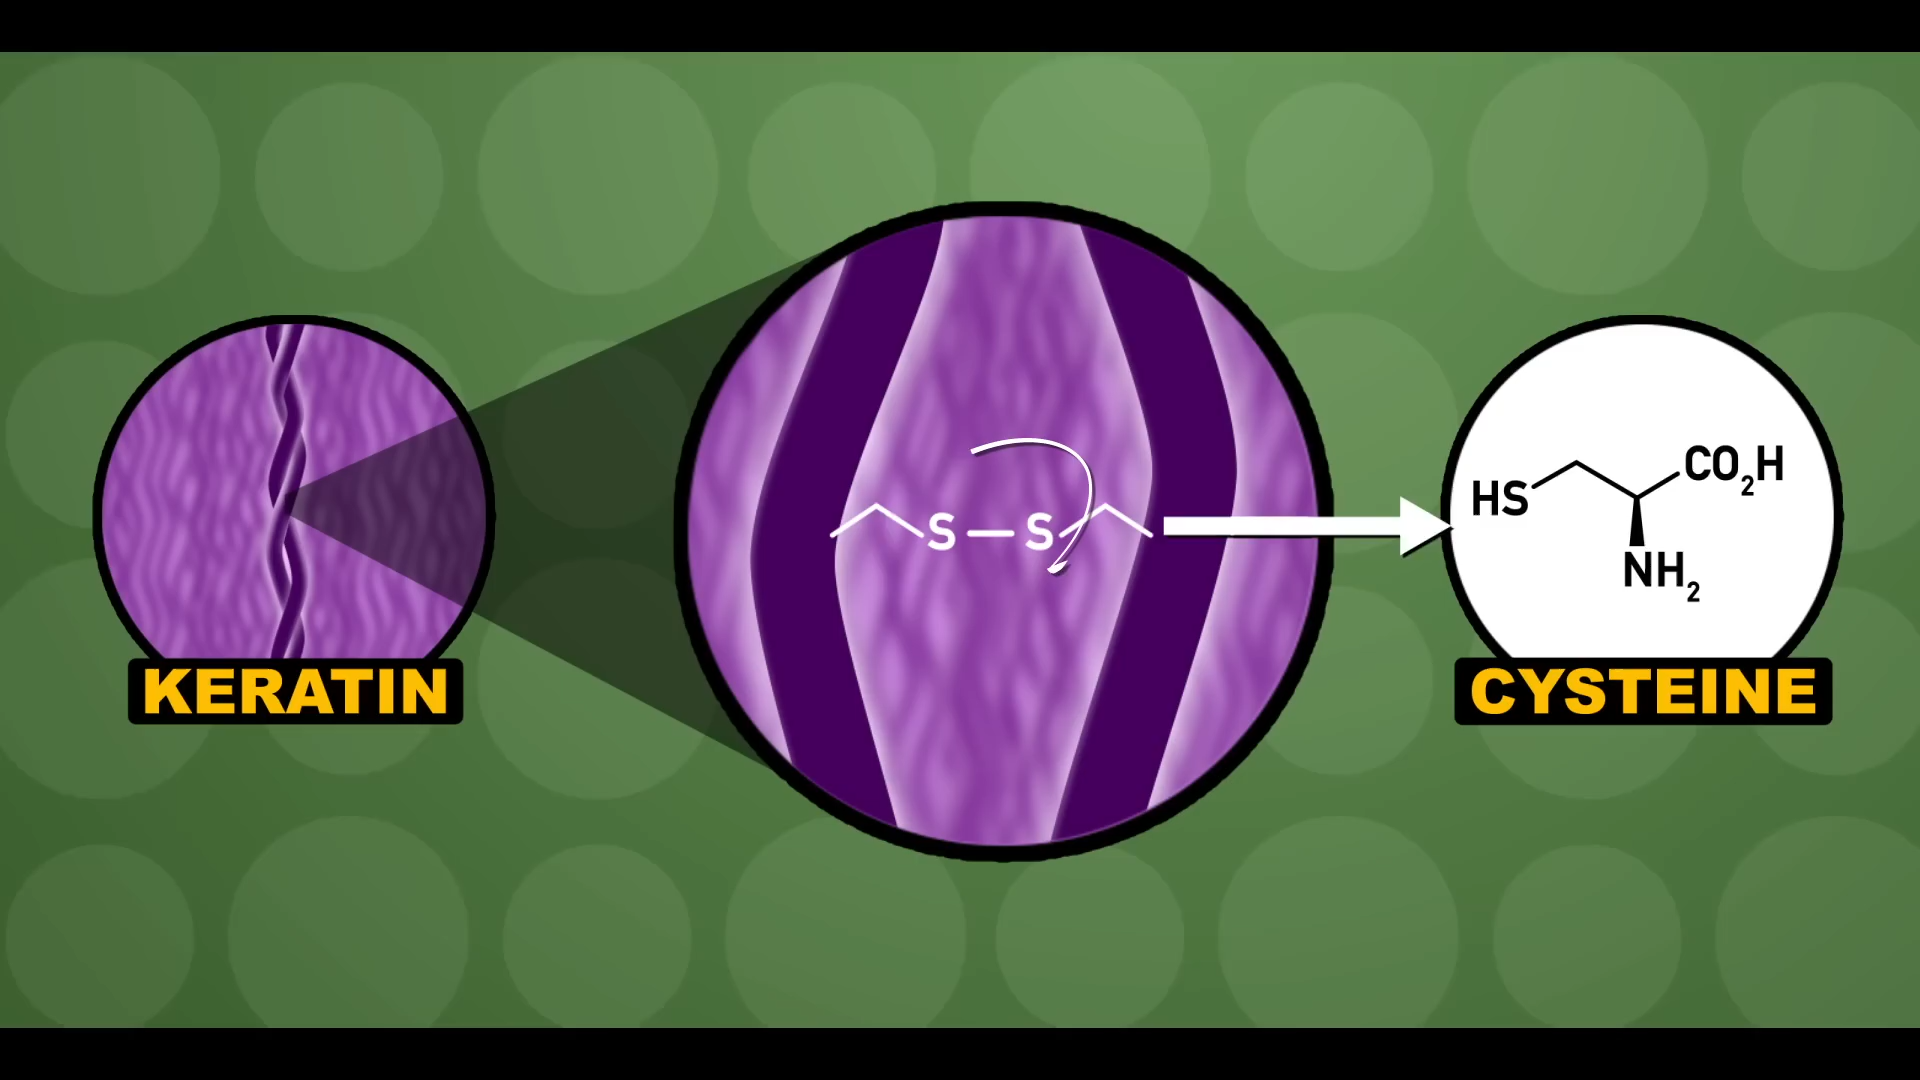 KERATIN
S — S
HS
CO₂H
NH₂
CYSTEINE